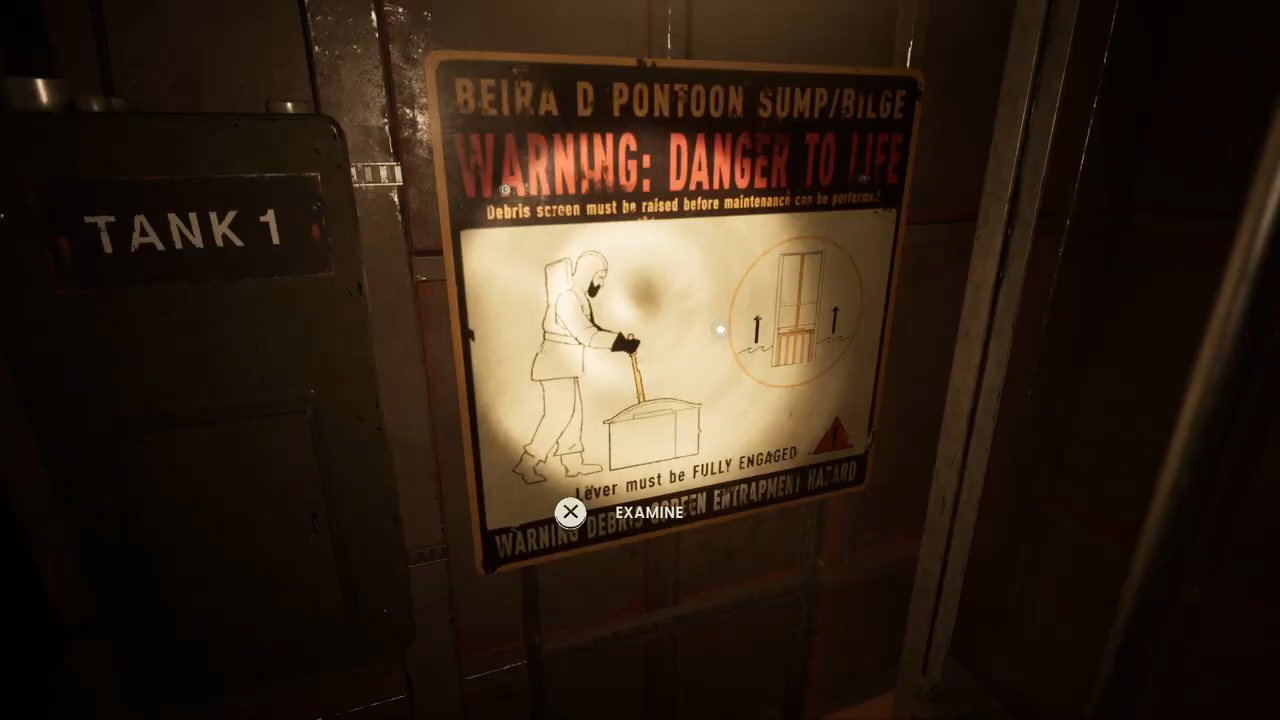 BEIRA D PONTOON SUMP/BILGE
WARNING: DANGER TO LIFE
Debris screen must be raised before maintenance can be performed
TANK 1
Lever must be FULLY ENGAGED
WARNING DEBRIS SCREEN ENTRAPMENT HAZARD
EXAMINE